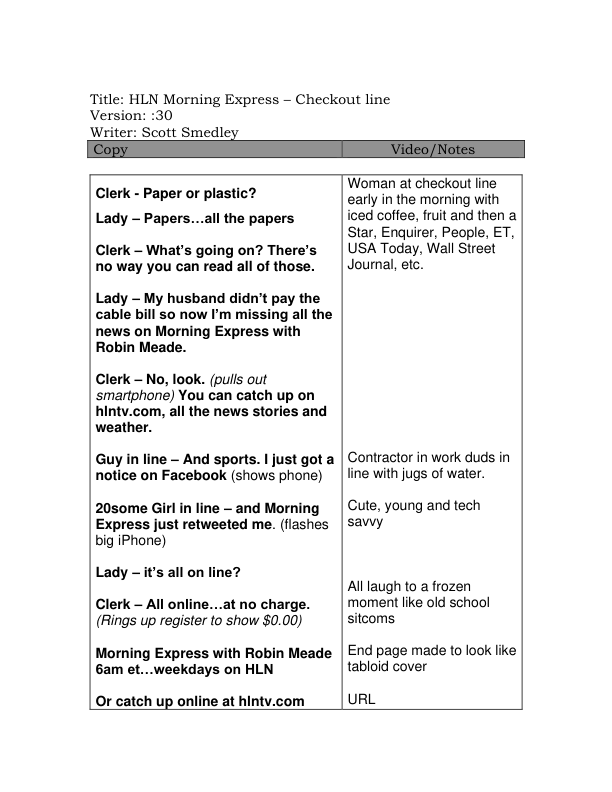 Title: HLN Morning Express – Checkout line
Version: :30
Writer: Scott Smedley
Copy
Video/Notes
Clerk - Paper or plastic?
Lady – Papers…all the papers
Clerk – What's going on? There's
no way you can read all of those.
Lady – My husband didn't pay the
cable bill so now I'm missing all the
news on Morning Express with
Robin Meade.
Clerk – No, look. (pulls out
smartphone) You can catch up on
hlntv.com, all the news stories and
weather.
Guy in line – And sports. I just got a
notice on Facebook (shows phone)
20some Girl in line – and Morning
Express just retweeted me. (flashes
big iPhone)
Lady – it's all on line?
Clerk – All online…at no charge.
(Rings up register to show $0.00)
Morning Express with Robin Meade
6am et…weekdays on HLN
Or catch up online at hlntv.com
Woman at checkout line
early in the morning with
iced coffee, fruit and then a
Star, Enquirer, People, ET,
USA Today, Wall Street
Journal, etc.
Contractor in work duds in
line with jugs of water.
Cute, young and tech
savvy
All laugh to a frozen
moment like old school
sitcoms
End page made to look like
tabloid cover
URL